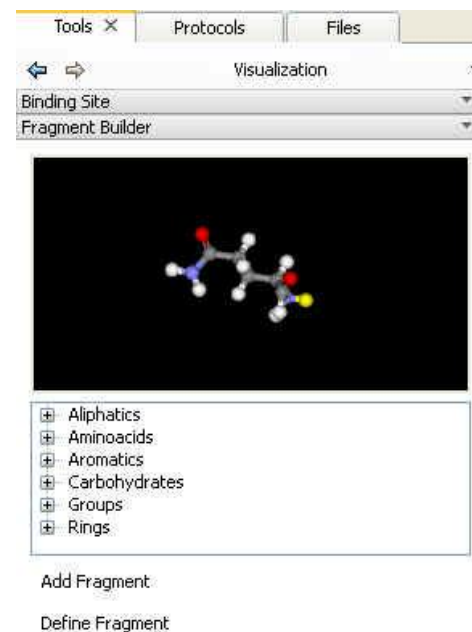 Tools Protocols Files
Visualization
Binding Site
Fragment Builder
Aliphatics
Aminoacids
Aromatics
Carbohydrates
Groups
Rings
Add Fragment
Define Fragment